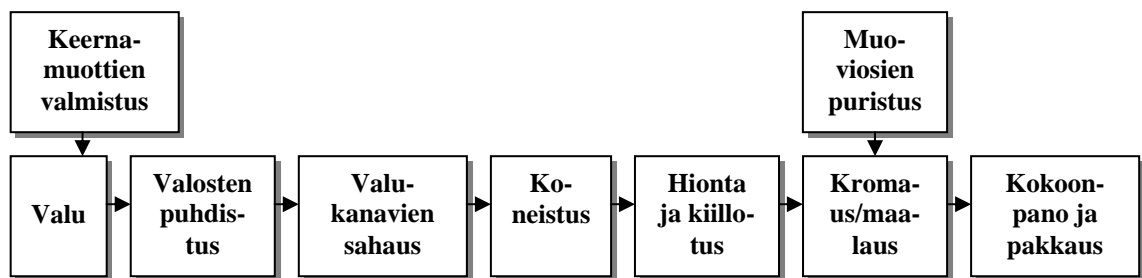 Keerna-
muottien
valmistus
Muo-
viosien
puristus
Valu
Valosten
puhdis-
tus
Valu-
kanavien
sahaus
Ko-
neistus
Hionta
ja kiillo-
tus
Kroma-
us/maa-
laus
Kokoon-
pano ja
pakkaus